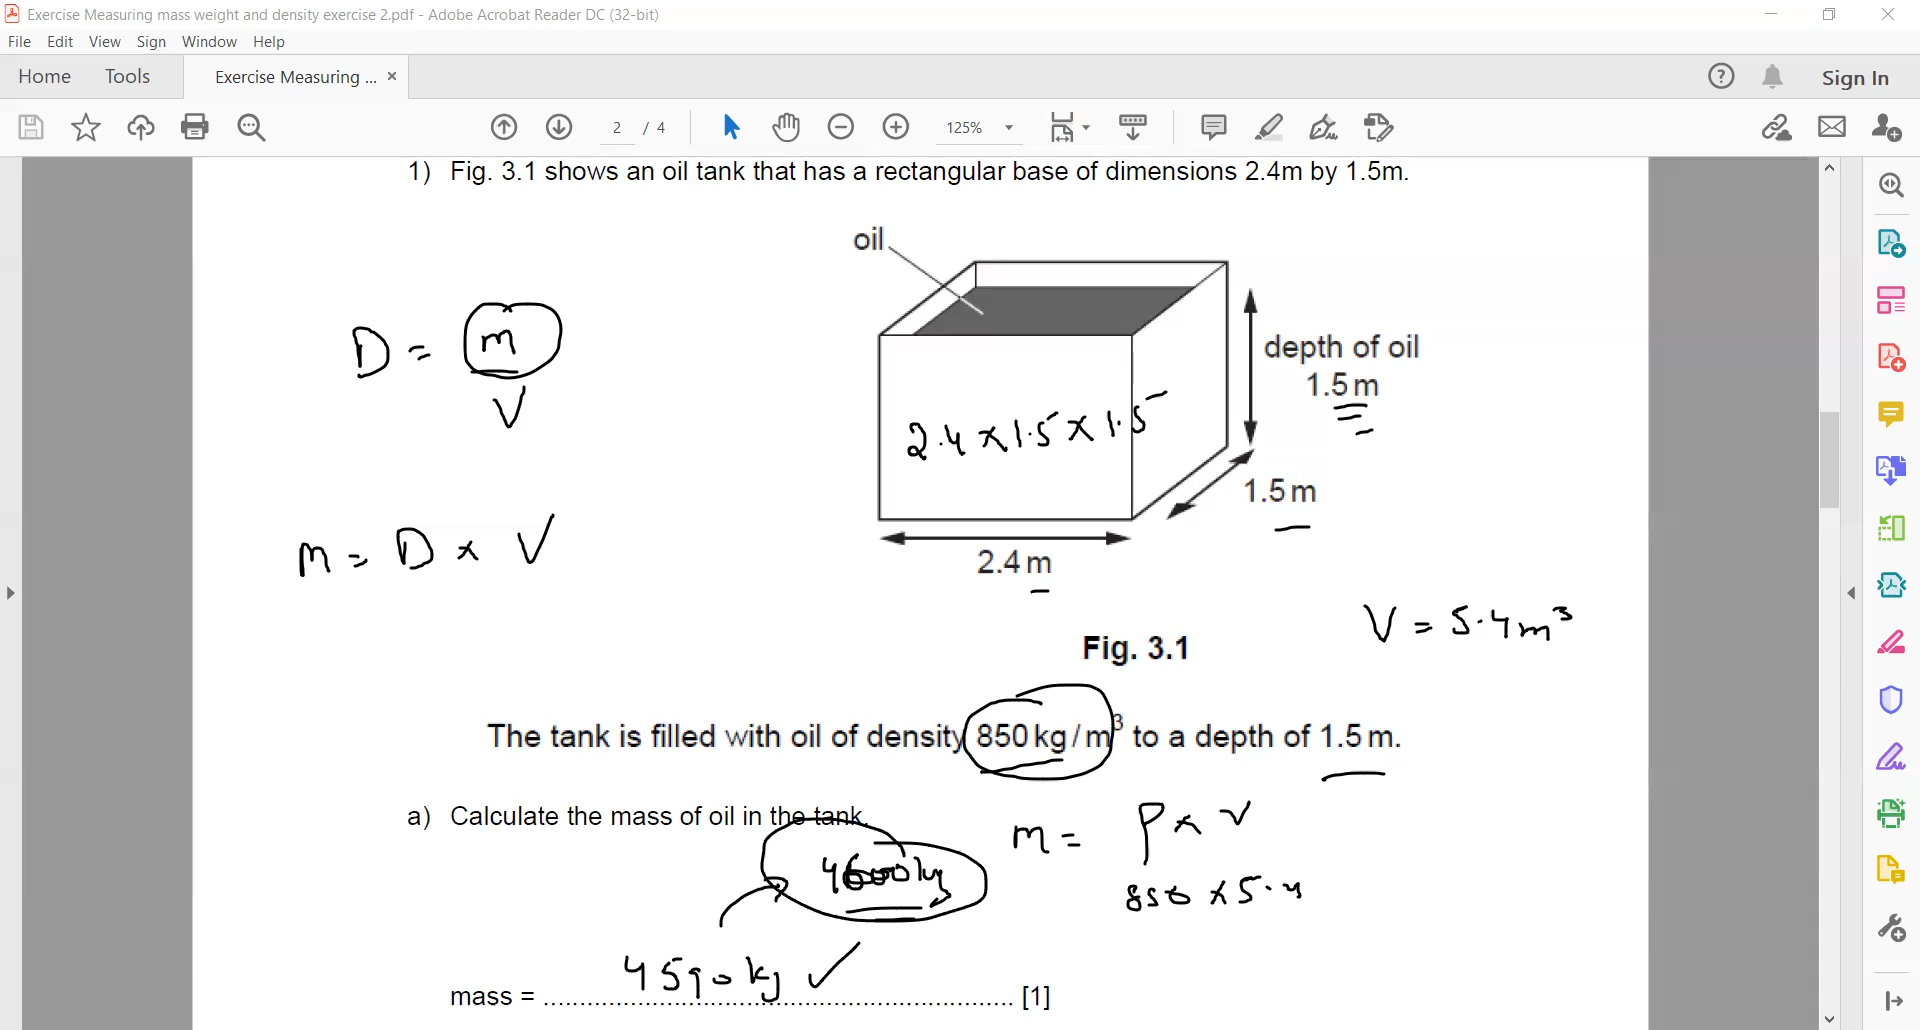 Exercise Measuring mass weight and density exercise 2.pdf - Adobe Acrobat Reader DC (32-bit)
File Edit View Sign Window Help
Home Tools Exercise Measuring ... × Sign In
2 / 4 125%
1) Fig. 3.1 shows an oil tank that has a rectangular base of dimensions 2.4m by 1.5m.
oil
D = m
V
depth of oil
1.5 m
2.4 × 1.5 × 1.5
1.5 m
m = D × V
2.4 m
V = 5.4 m³
Fig. 3.1
The tank is filled with oil of density 850 kg/m³ to a depth of 1.5 m.
a) Calculate the mass of oil in the tank.
m = ρ × V
4600 kg
850 × 5.4
4590 kg ✓
mass = ................................................................ [1]